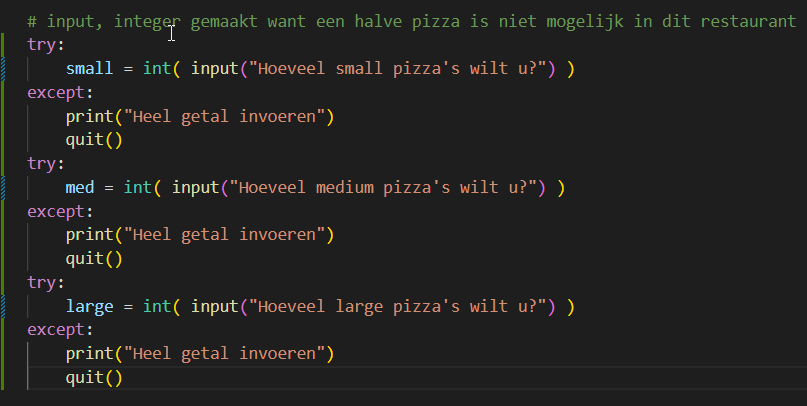 # input, integer gemaakt want een halve pizza is niet mogelijk in dit restaurant
try:
    small = int( input("Hoeveel small pizza's wilt u?") )
except:
    print("Heel getal invoeren")
    quit()
try:
    med = int( input("Hoeveel medium pizza's wilt u?") )
except:
    print("Heel getal invoeren")
    quit()
try:
    large = int( input("Hoeveel large pizza's wilt u?") )
except:
    print("Heel getal invoeren")
    quit()